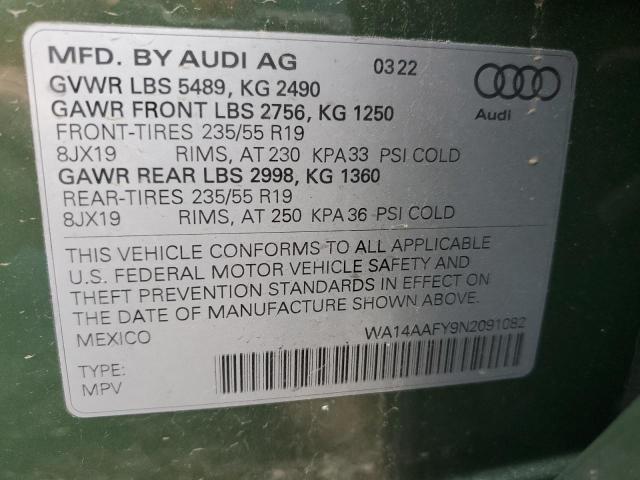 MFD. BY AUDI AG 03 22
GVWR LBS 5489, KG 2490
GAWR FRONT LBS 2756, KG 1250
Audi
FRONT-TIRES 235/55 R19
8JX19 RIMS, AT 230 KPA 33 PSI COLD
GAWR REAR LBS 2998, KG 1360
REAR-TIRES 235/55 R19
8JX19 RIMS, AT 250 KPA 36 PSI COLD
THIS VEHICLE CONFORMS TO ALL APPLICABLE
U.S. FEDERAL MOTOR VEHICLE SAFETY AND
THEFT PREVENTION STANDARDS IN EFFECT ON
THE DATE OF MANUFACTURE SHOWN ABOVE.
MEXICO
WA14AAFY9N2091082
TYPE:
MPV